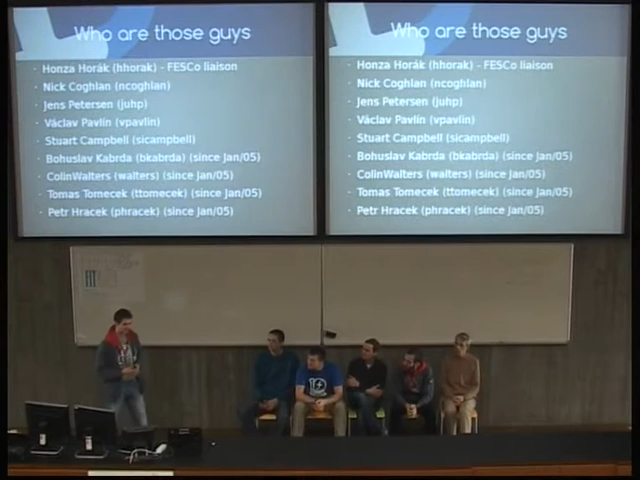 Who are those guys
· Honza Horák (hhorak) - FESCo liaison
· Nick Coghlan (ncoghlan)
· Jens Petersen (juhp)
· Václav Pavlín (vpavlin)
· Stuart Campbell (sicampbell)
· Bohuslav Kabrda (bkabrda) (since Jan/05)
· ColinWalters (walters) (since Jan/05)
· Tomas Tomecek (ttomecek) (since Jan/05)
· Petr Hracek (phracek) (since Jan/05)
Who are those guys
· Honza Horák (hhorak) - FESCo liaison
· Nick Coghlan (ncoghlan)
· Jens Petersen (juhp)
· Václav Pavlín (vpavlin)
· Stuart Campbell (sicampbell)
· Bohuslav Kabrda (bkabrda) (since Jan/05)
· ColinWalters (walters) (since Jan/05)
· Tomas Tomecek (ttomecek) (since Jan/05)
· Petr Hracek (phracek) (since Jan/05)